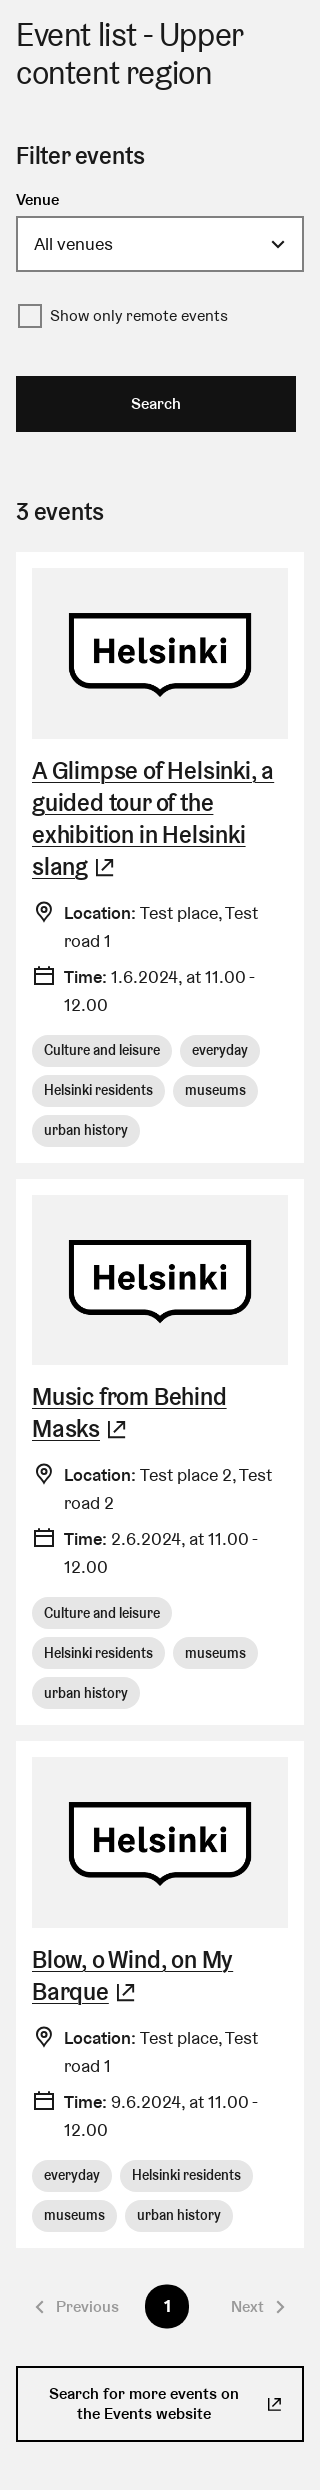 Event list - Upper
content region
Filter events
Venue
All venues
Show only remote events
Search
3 events
Helsinki
A Glimpse of Helsinki, a
guided tour of the
exhibition in Helsinki
slang
Location: Test place, Test
road 1
Time: 1.6.2024, at 11.00 -
12.00
Culture and leisure everyday
Helsinki residents museums
urban history
Helsinki
Music from Behind
Masks
Location: Test place 2, Test
road 2
Time: 2.6.2024, at 11.00 -
12.00
Culture and leisure
Helsinki residents museums
urban history
Helsinki
Blow, o Wind, on My
Barque
Location: Test place, Test
road 1
Time: 9.6.2024, at 11.00 -
12.00
everyday Helsinki residents
museums urban history
Previous 1 Next
Search for more events on
the Events website